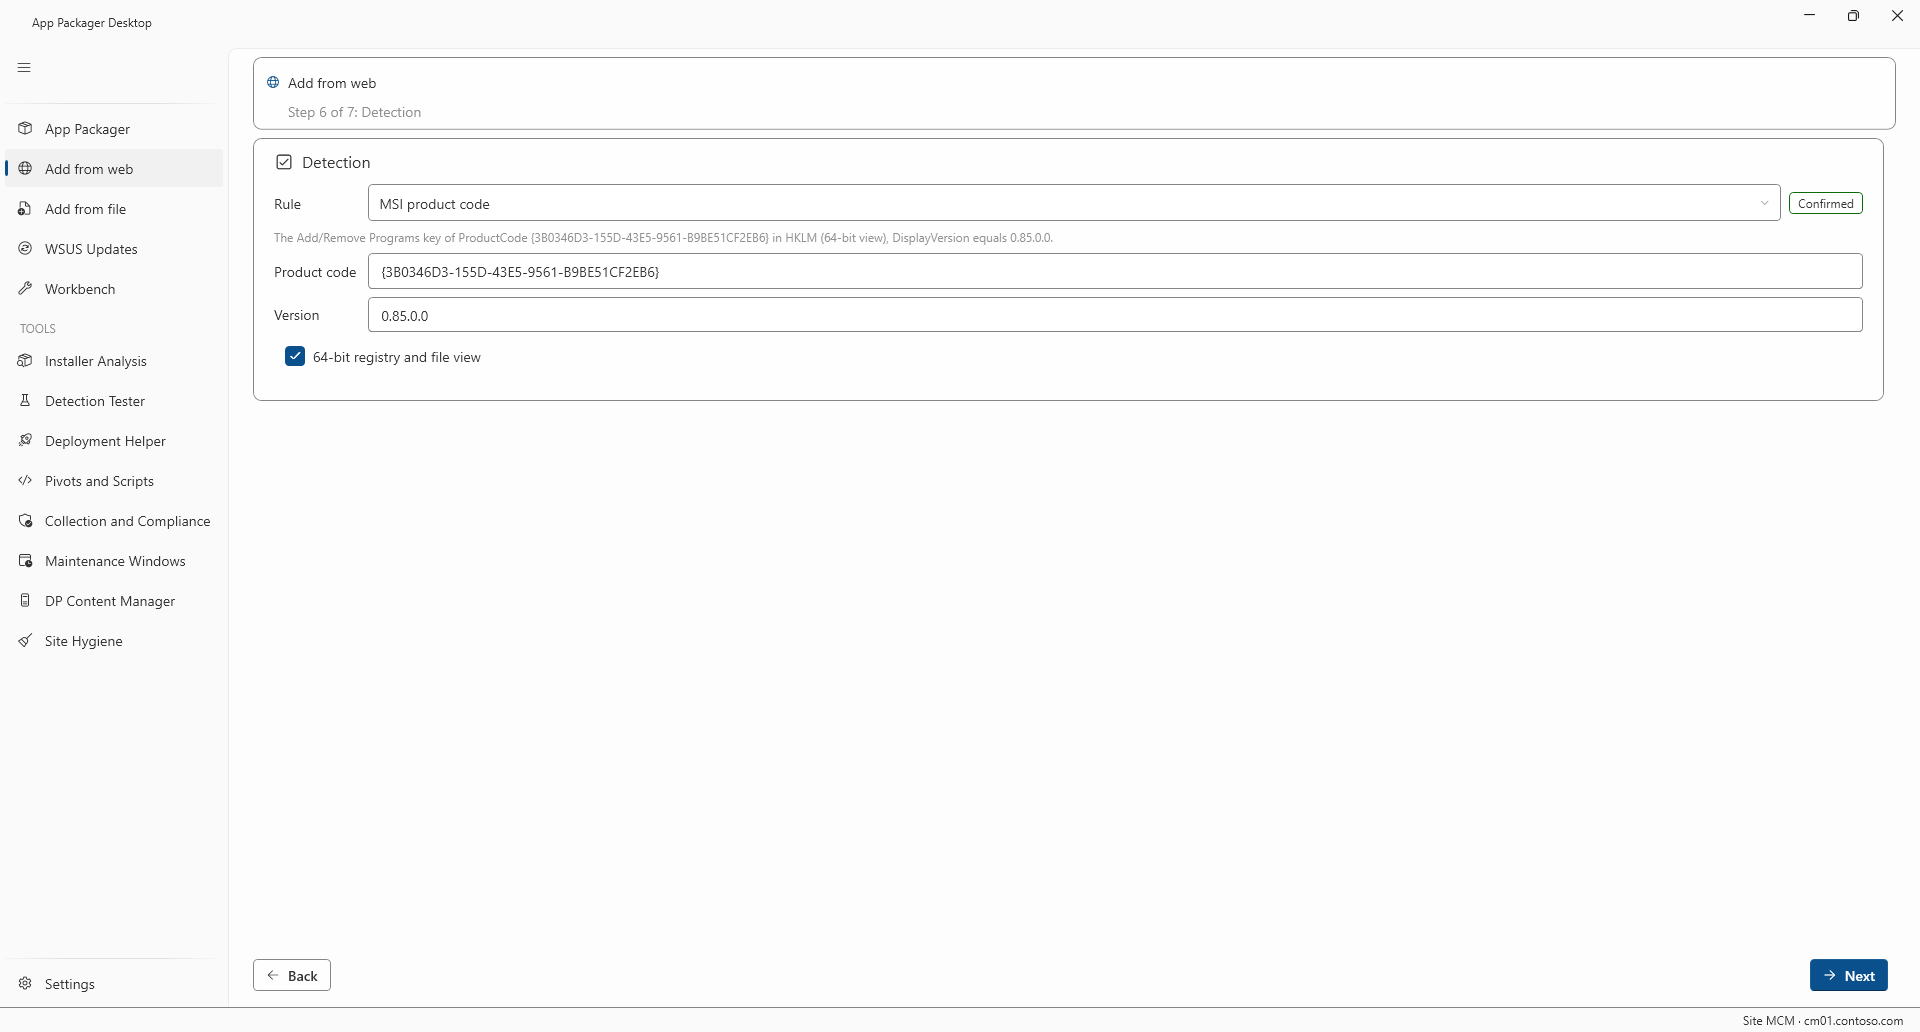 App Packager Desktop
App Packager
Add from web
Add from file
WSUS Updates
Workbench
TOOLS
Installer Analysis
Detection Tester
Deployment Helper
Pivots and Scripts
Collection and Compliance
Maintenance Windows
DP Content Manager
Site Hygiene
Settings
Add from web
Step 6 of 7: Detection
Detection
Rule
MSI product code
Confirmed
The Add/Remove Programs key of ProductCode {3B0346D3-155D-43E5-9561-B9BE51CF2EB6} in HKLM (64-bit view), DisplayVersion equals 0.85.0.0.
Product code
{3B0346D3-155D-43E5-9561-B9BE51CF2EB6}
Version
0.85.0.0
64-bit registry and file view
Back
Next
Site MCM · cm01.contoso.com